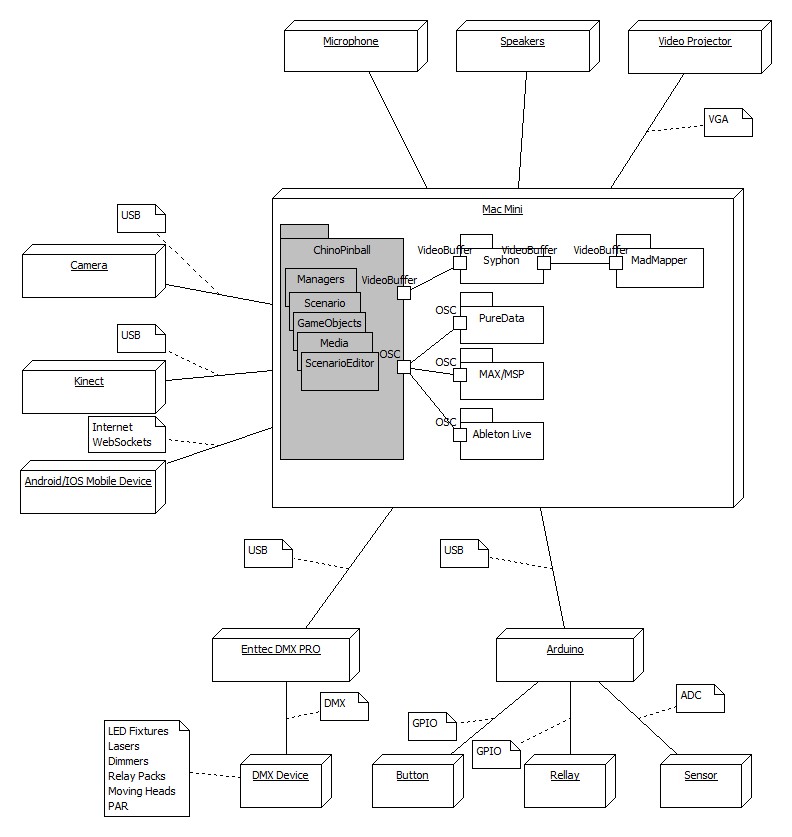 Microphone
Speakers
Video Projector
VGA
Mac Mini
USB
Camera
ChinoPinball
VideoBuffer
VideoBuffer
VideoBuffer
Syphon
MadMapper
Managers
VideoBuffer
Scenario
GameObjects
Media
ScenarioEditor
OSC
OSC
PureData
OSC
MAX/MSP
OSC
Ableton Live
USB
Kinect
Internet
WebSockets
Android/IOS Mobile Device
USB
USB
Enttec DMX PRO
Arduino
DMX
GPIO
GPIO
ADC
LED Fixtures
Lasers
Dimmers
Relay Packs
Moving Heads
PAR
DMX Device
Button
Rellay
Sensor